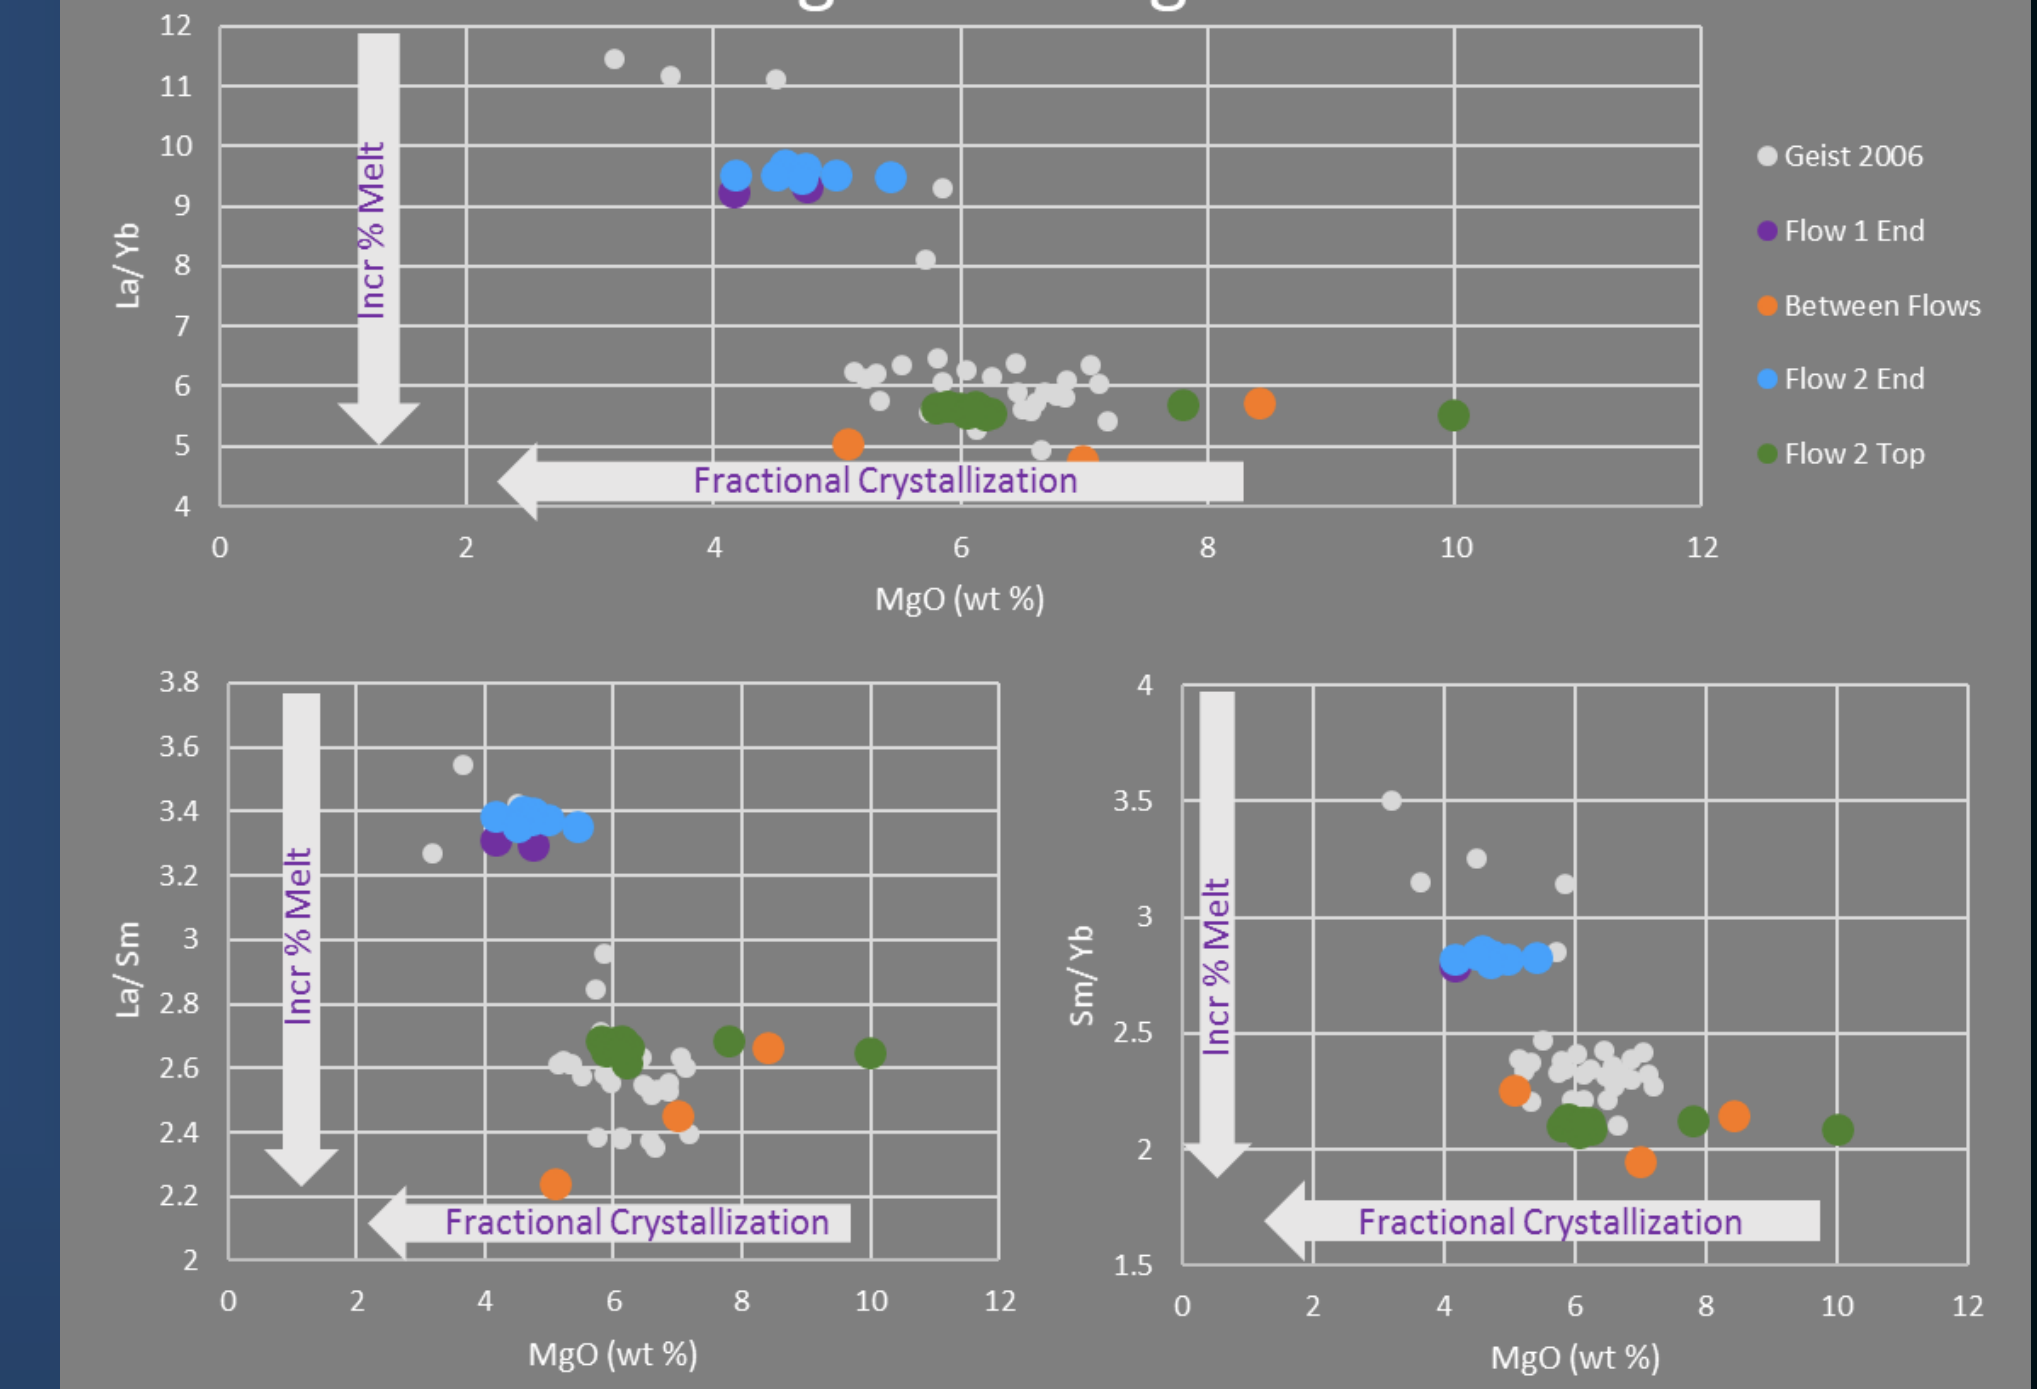 12
11
10
9
8
7
6
5
4
La/ Yb
Incr % Melt
Fractional Crystallization
0 2 4 6 8 10 12
MgO (wt %)
Geist 2006
Flow 1 End
Between Flows
Flow 2 End
Flow 2 Top
3.8
3.6
3.4
3.2
3
2.8
2.6
2.4
2.2
2
La/ Sm
Incr % Melt
Fractional Crystallization
0 2 4 6 8 10 12
MgO (wt %)
4
3.5
3
2.5
2
1.5
Sm/ Yb
Incr % Melt
Fractional Crystallization
0 2 4 6 8 10 12
MgO (wt %)